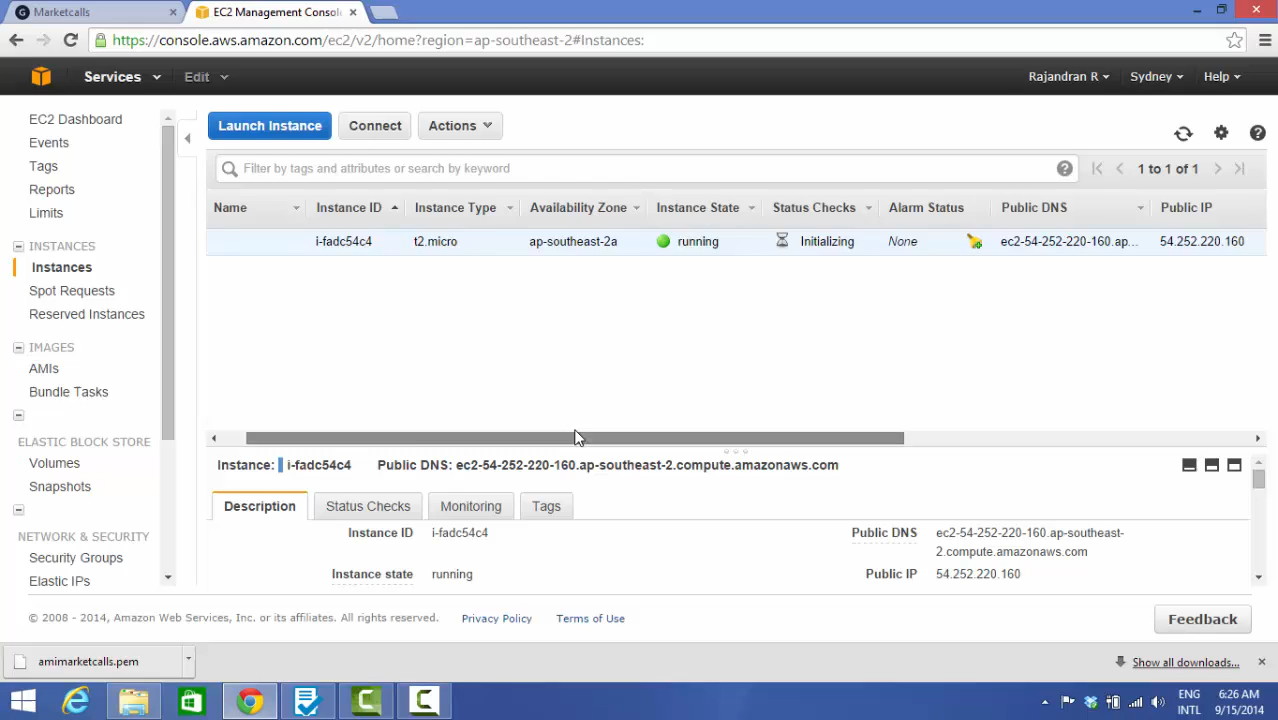 Marketcalls
EC2 Management Consol
https://console.aws.amazon.com/ec2/v2/home?region=ap-southeast-2#Instances:
Services Edit Rajandran R Sydney Help
EC2 Dashboard
Events
Tags
Reports
Limits
INSTANCES
Instances
Spot Requests
Reserved Instances
IMAGES
AMIs
Bundle Tasks
ELASTIC BLOCK STORE
Volumes
Snapshots
NETWORK & SECURITY
Security Groups
Elastic IPs
Launch Instance Connect Actions
Filter by tags and attributes or search by keyword
1 to 1 of 1
Name Instance ID Instance Type Availability Zone Instance State Status Checks Alarm Status Public DNS Public IP
i-fadc54c4 t2.micro ap-southeast-2a running Initializing None ec2-54-252-220-160.ap... 54.252.220.160
Instance: i-fadc54c4 Public DNS: ec2-54-252-220-160.ap-southeast-2.compute.amazonaws.com
Description Status Checks Monitoring Tags
Instance ID i-fadc54c4
Public DNS ec2-54-252-220-160.ap-southeast-
2.compute.amazonaws.com
Instance state running
Public IP 54.252.220.160
© 2008 - 2014, Amazon Web Services, Inc. or its affiliates. All rights reserved. Privacy Policy Terms of Use Feedback
amimarketcalls.pem
Show all downloads...
ENG 6:26 AM
INTL 9/15/2014